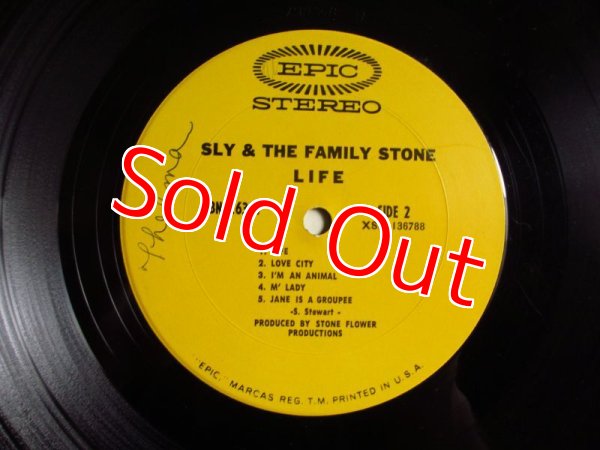 EPIC
STEREO
SLY & THE FAMILY STONE
LIFE
SIDE 2
136788
2. LOVE CITY
3. I'M AN ANIMAL
4. M' LADY
5. JANE IS A GROUPEE
-S. Stewart -
PRODUCED BY STONE FLOWER
PRODUCTIONS
"EPIC", MARCAS REG. T.M. PRINTED IN U.S.A.
Sold Out